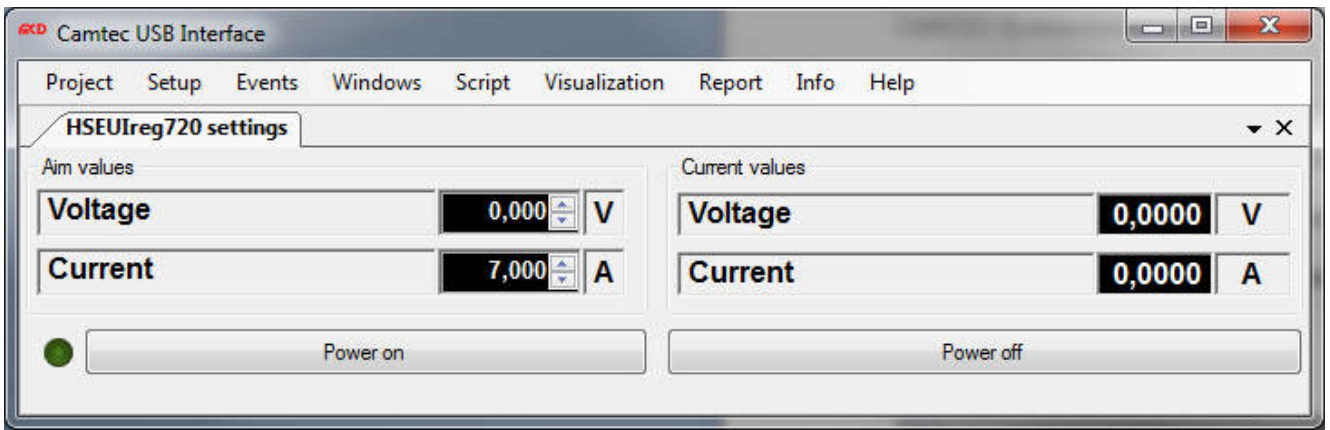 Camtec USB Interface
Project Setup Events Windows Script Visualization Report Info Help
HSEUIreg720 settings
Aim values
Voltage 0,000 V
Current 7,000 A
Current values
Voltage 0,0000 V
Current 0,0000 A
Power on
Power off